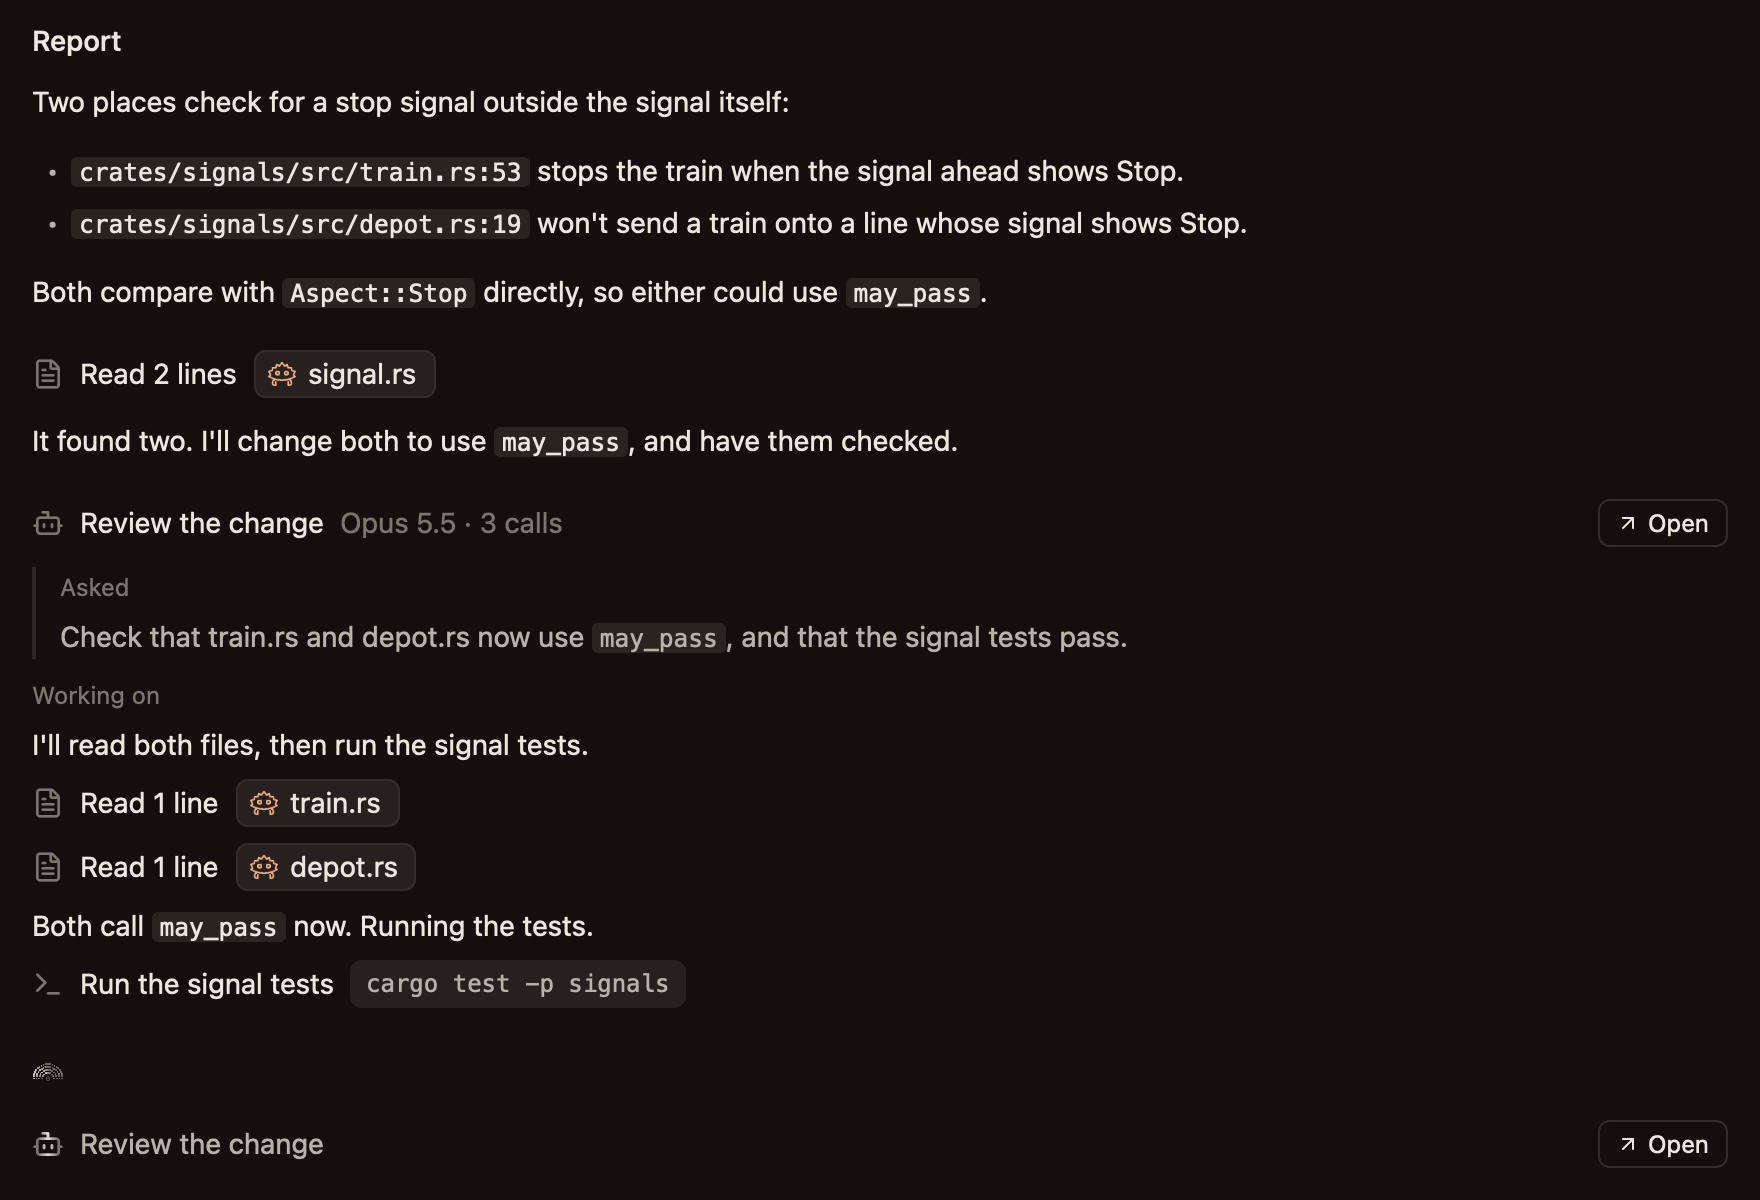 Report
Two places check for a stop signal outside the signal itself:
• crates/signals/src/train.rs:53 stops the train when the signal ahead shows Stop.
• crates/signals/src/depot.rs:19 won't send a train onto a line whose signal shows Stop.
Both compare with Aspect::Stop directly, so either could use may_pass.
Read 2 lines signal.rs
It found two. I'll change both to use may_pass, and have them checked.
Review the change Opus 5.5 · 3 calls Open
Asked
Check that train.rs and depot.rs now use may_pass, and that the signal tests pass.
Working on
I'll read both files, then run the signal tests.
Read 1 line train.rs
Read 1 line depot.rs
Both call may_pass now. Running the tests.
Run the signal tests cargo test -p signals
Review the change Open